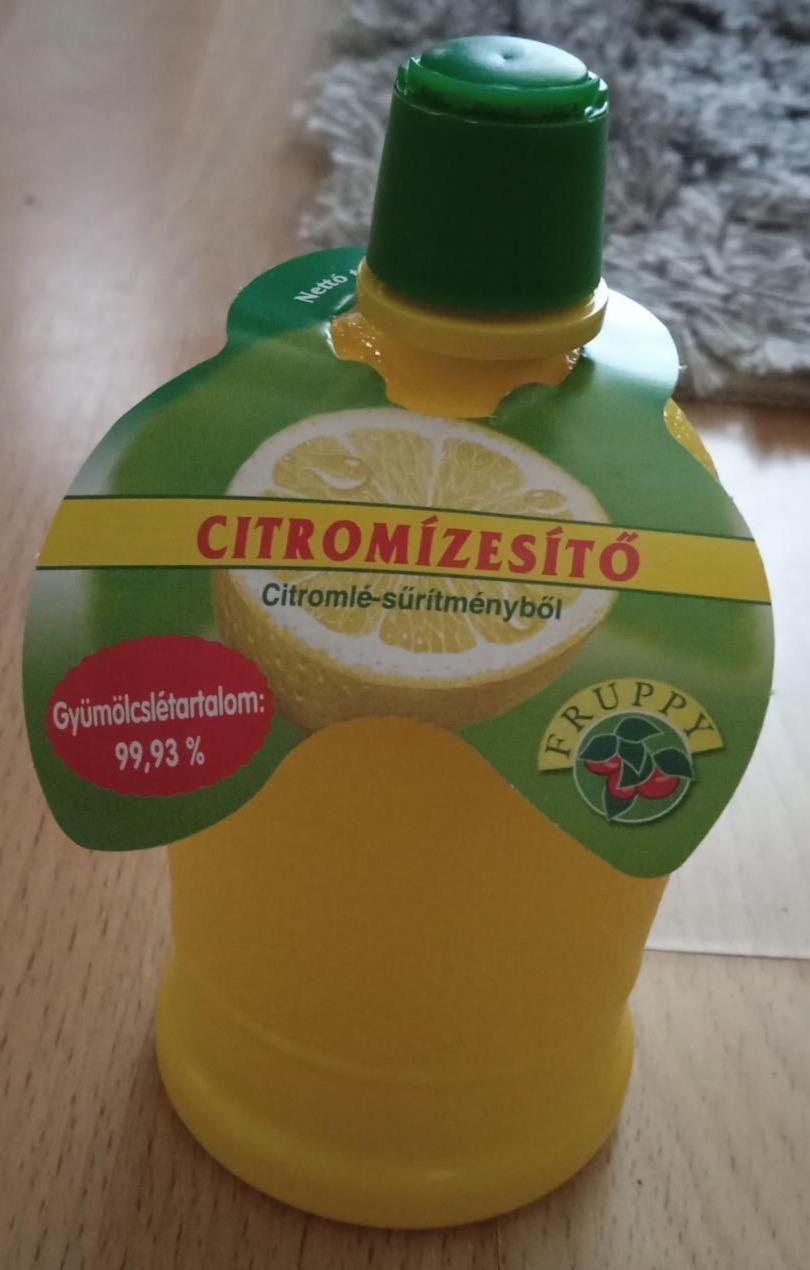 Nettó
CITROMÍZESÍTŐ
Citromlé-sűrítményből
Gyümölcslétartalom:
99,93 %
FRUPPY